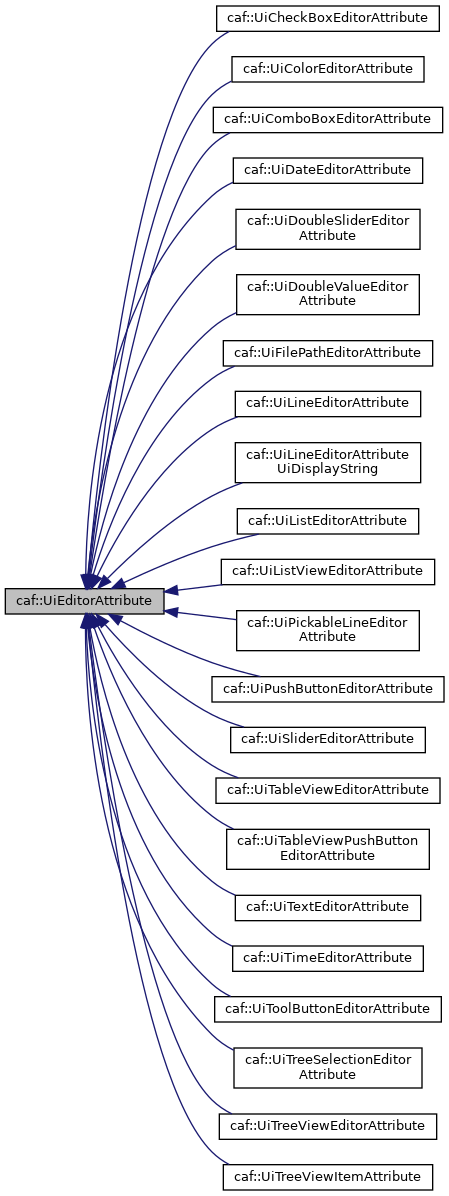 caf::UiCheckBoxEditorAttribute
caf::UiColorEditorAttribute
caf::UiComboBoxEditorAttribute
caf::UiDateEditorAttribute
caf::UiDoubleSliderEditor
Attribute
caf::UiDoubleValueEditor
Attribute
caf::UiFilePathEditorAttribute
caf::UiLineEditorAttribute
caf::UiLineEditorAttribute
UiDisplayString
caf::UiListEditorAttribute
caf::UiListViewEditorAttribute
caf::UiEditorAttribute
caf::UiPickableLineEditor
Attribute
caf::UiPushButtonEditorAttribute
caf::UiSliderEditorAttribute
caf::UiTableViewEditorAttribute
caf::UiTableViewPushButton
EditorAttribute
caf::UiTextEditorAttribute
caf::UiTimeEditorAttribute
caf::UiToolButtonEditorAttribute
caf::UiTreeSelectionEditor
Attribute
caf::UiTreeViewEditorAttribute
caf::UiTreeViewItemAttribute